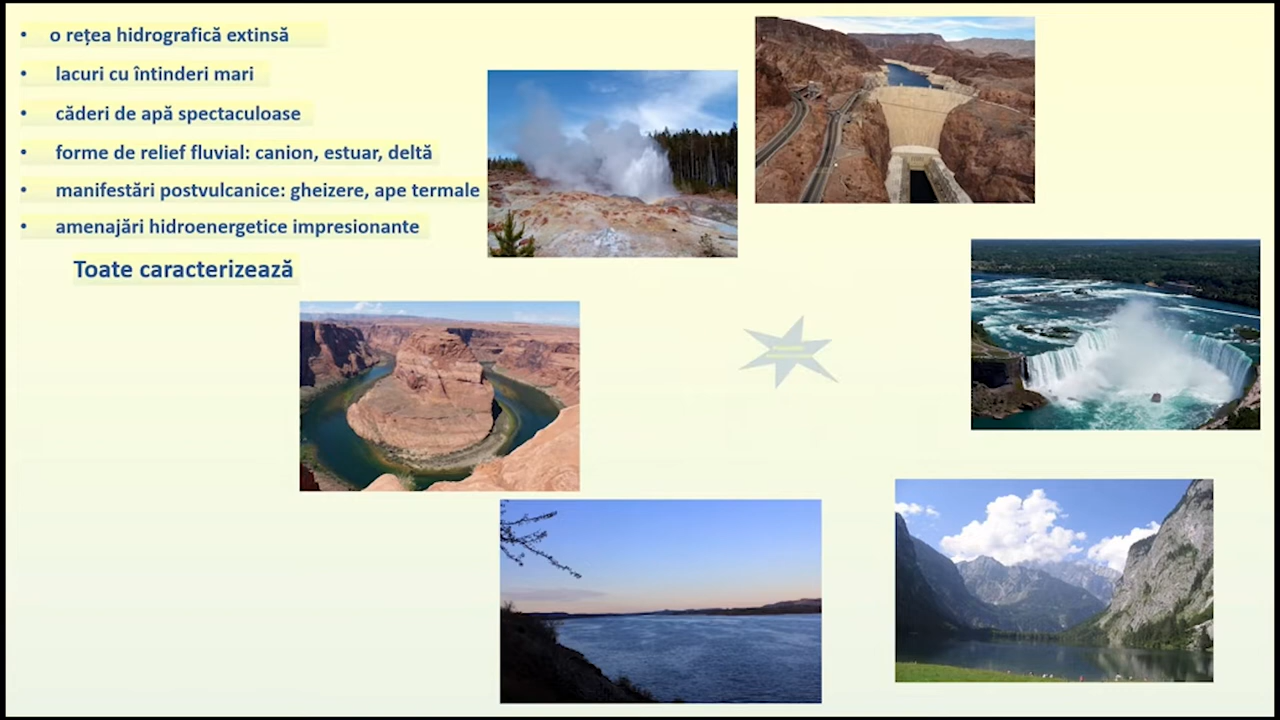 • o rețea hidrografică extinsă
• lacuri cu întinderi mari
• căderi de apă spectaculoase
• forme de relief fluvial: canion, estuar, deltă
• manifestări postvulcanice: gheizere, ape termale
• amenajări hidroenergetice impresionante
Toate caracterizează